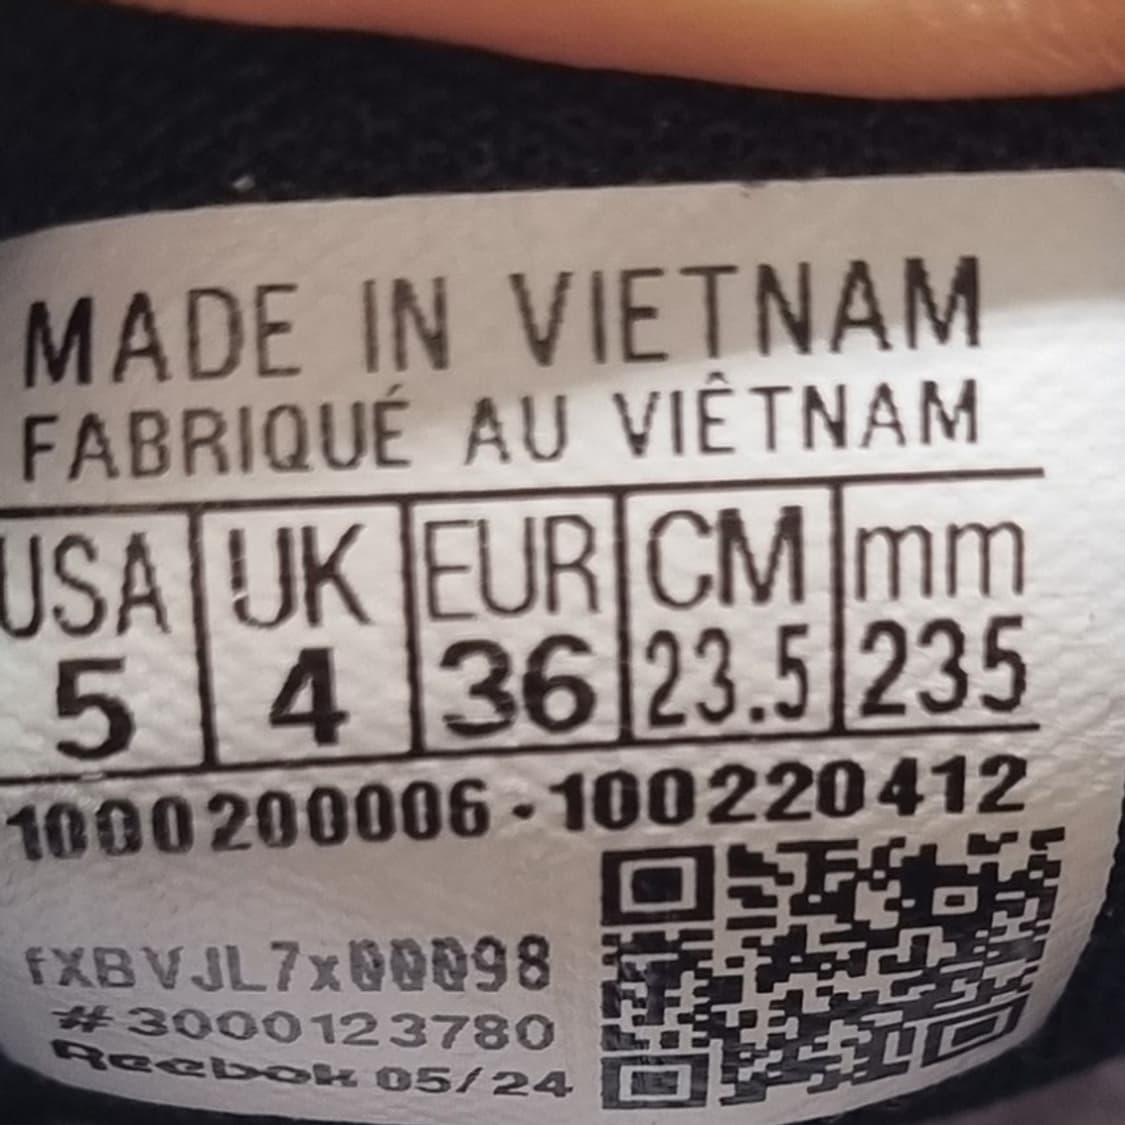 MADE IN VIETNAM
FABRIQUÉ AU VIÊTNAM
USA UK EUR CM mm
5 4 36 23.5 235
1000200006 - 100220412
fXBVJL7x00098
#3000123780
Reebok 05/24